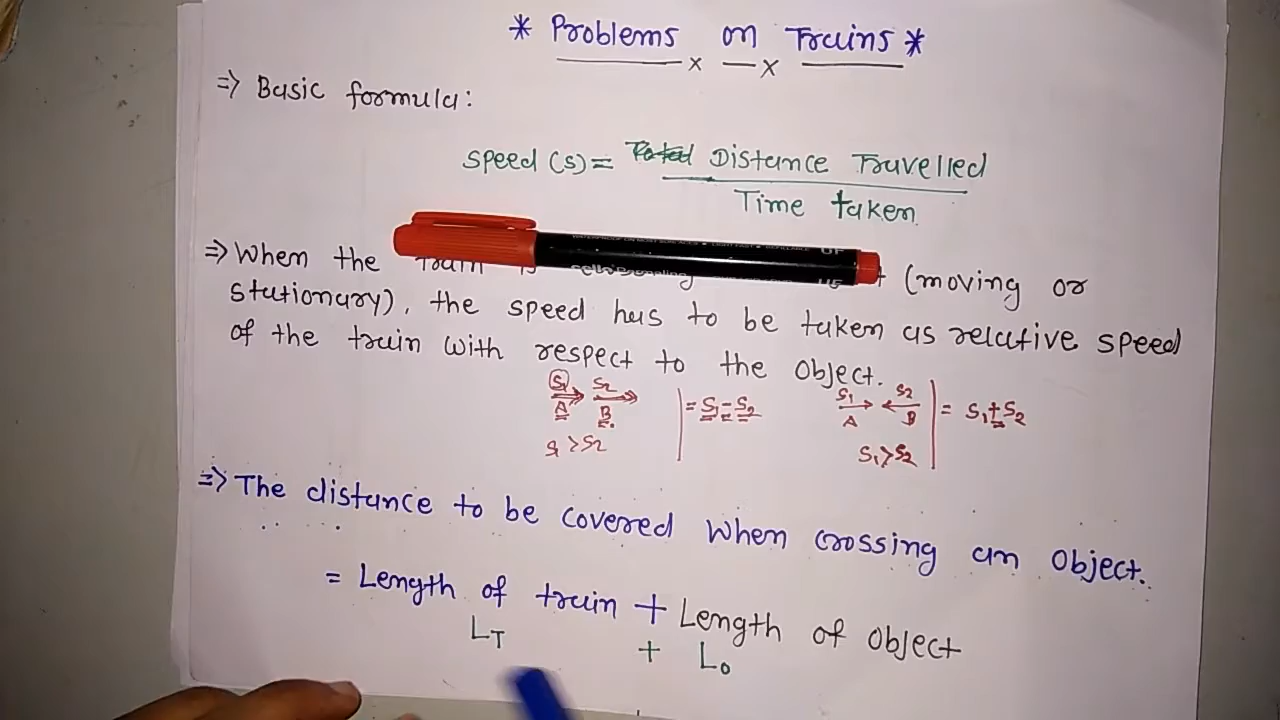 * Problems on Trains *
⇒ Basic formula:
Speed (s) = Total Distance Travelled
Time taken
⇒ When the train is (moving or
stationary), the speed has to be taken as relative speed
of the train with respect to the object.
S1 S2 = S1-S2 S1 S2 = S1+S2
A B A B
S1 > S2 S1 > S2
⇒ The distance to be covered when crossing an object.
= Length of train + Length of object
LT + LO